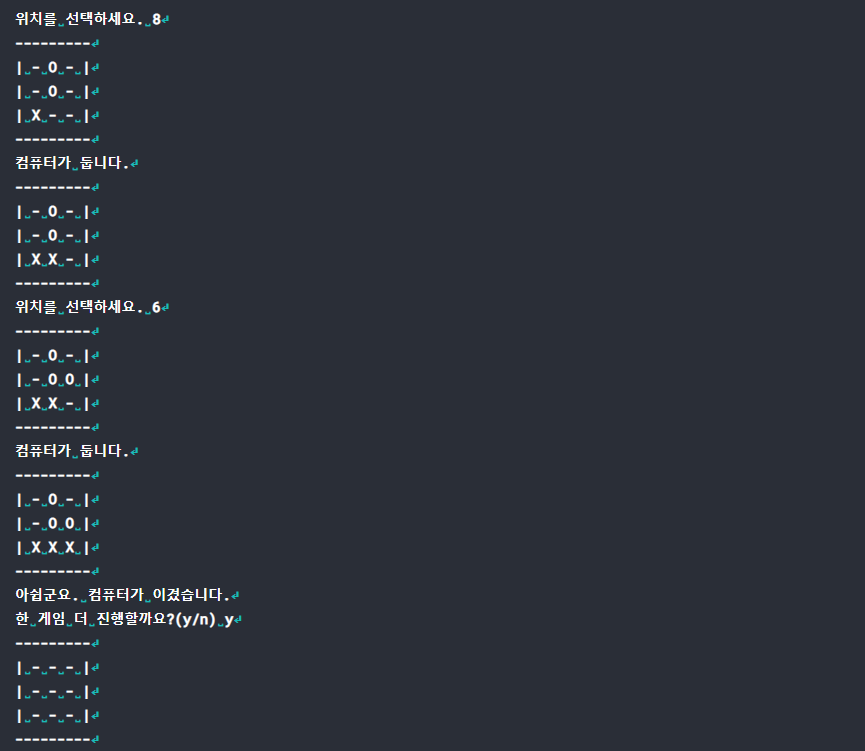 위치를 선택하세요. 8
---------
| - O - |
| - O - |
| X - - |
---------
컴퓨터가 둡니다.
---------
| - O - |
| - O - |
| X X - |
---------
위치를 선택하세요. 6
---------
| - O - |
| - O O |
| X X - |
---------
컴퓨터가 둡니다.
---------
| - O - |
| - O O |
| X X X |
---------
아쉽군요. 컴퓨터가 이겼습니다.
한 게임 더 진행할까요?(y/n) y
---------
| - - - |
| - - - |
| - - - |
---------